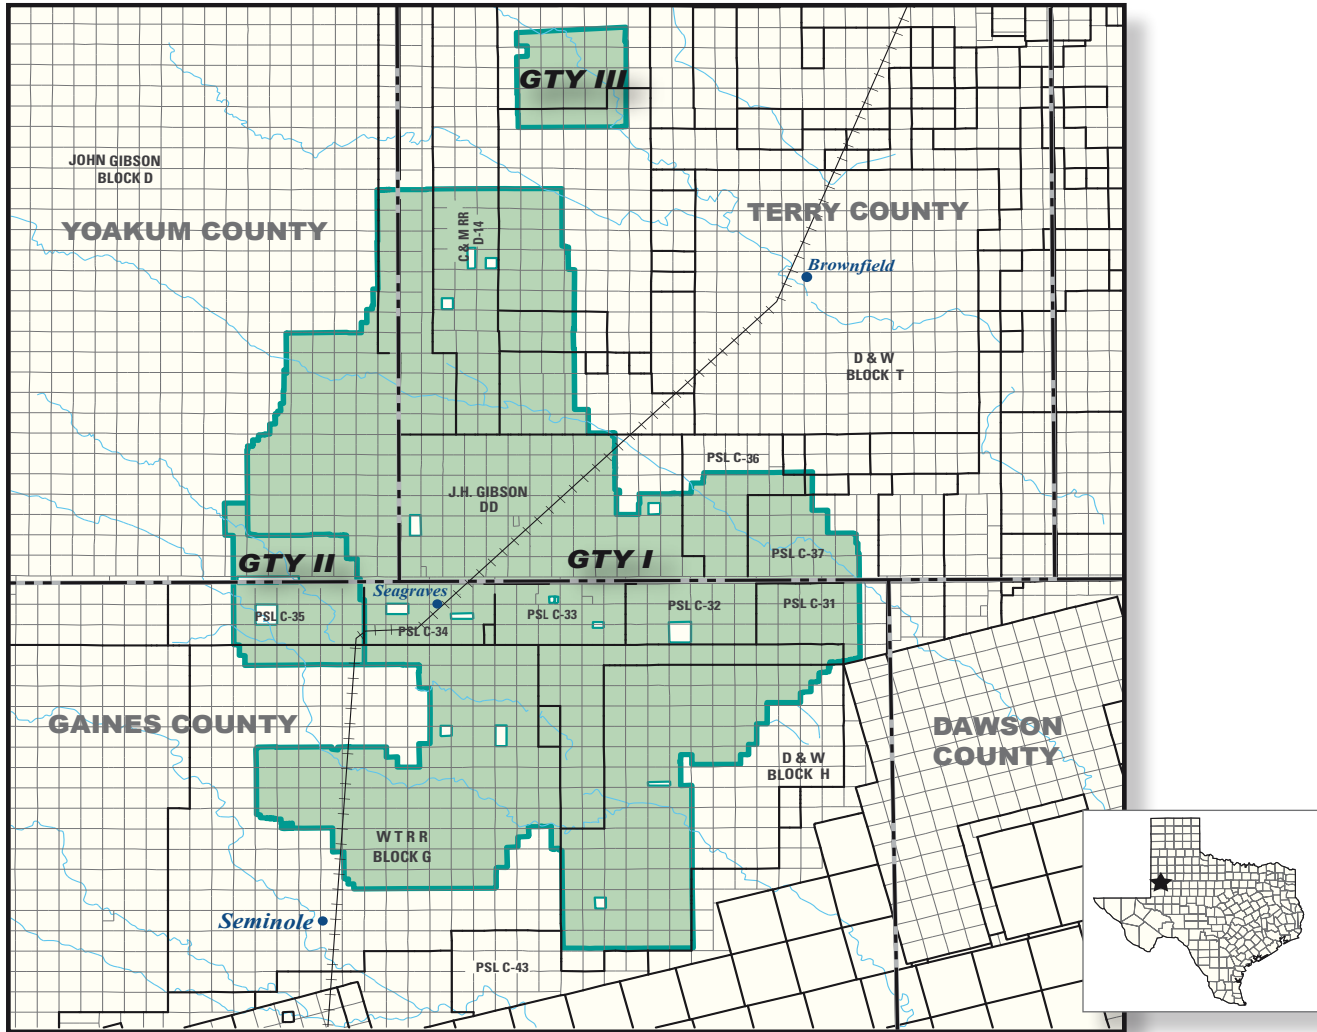 GTY III
JOHN GIBSON
BLOCK D
YOAKUM COUNTY
C & M RR
D-14
TERRY COUNTY
Brownfield
D & W
BLOCK T
PSL C-36
J.H. GIBSON
DD
GTY II
GTY I
PSL C-37
Seagraves
PSL C-35
PSL C-34
PSL C-33
PSL C-32
PSL C-31
GAINES COUNTY
DAWSON
COUNTY
D & W
BLOCK H
W T R R
BLOCK G
Seminole
PSL C-43